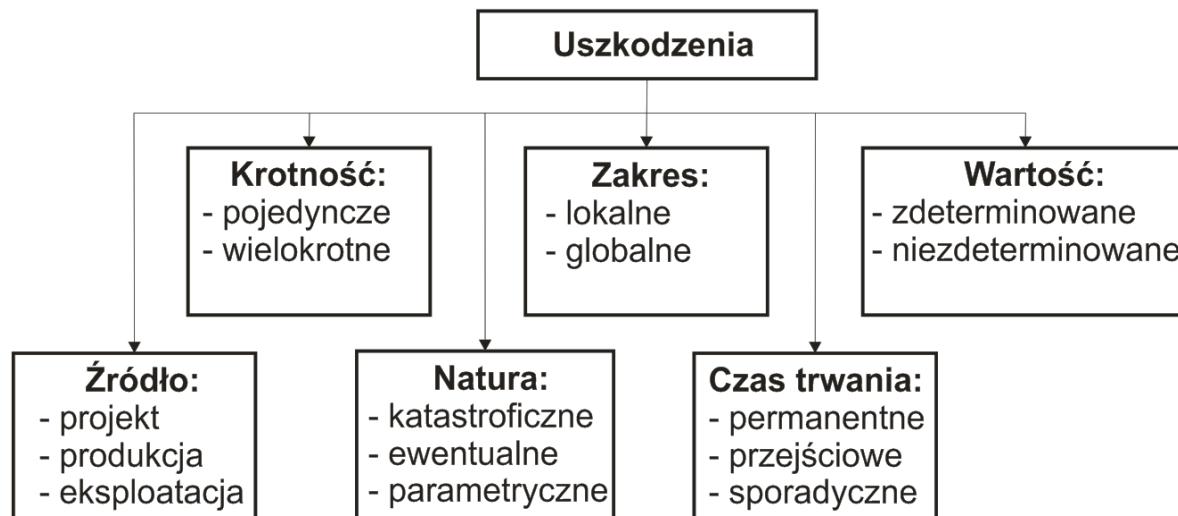 Uszkodzenia
Krotność:
- pojedyncze
- wielokrotne
Zakres:
- lokalne
- globalne
Wartość:
- zdeterminowane
- niezdeterminowane
Źródło:
- projekt
- produkcja
- eksploatacja
Natura:
- katastroficzne
- ewentualne
- parametryczne
Czas trwania:
- permanentne
- przejściowe
- sporadyczne